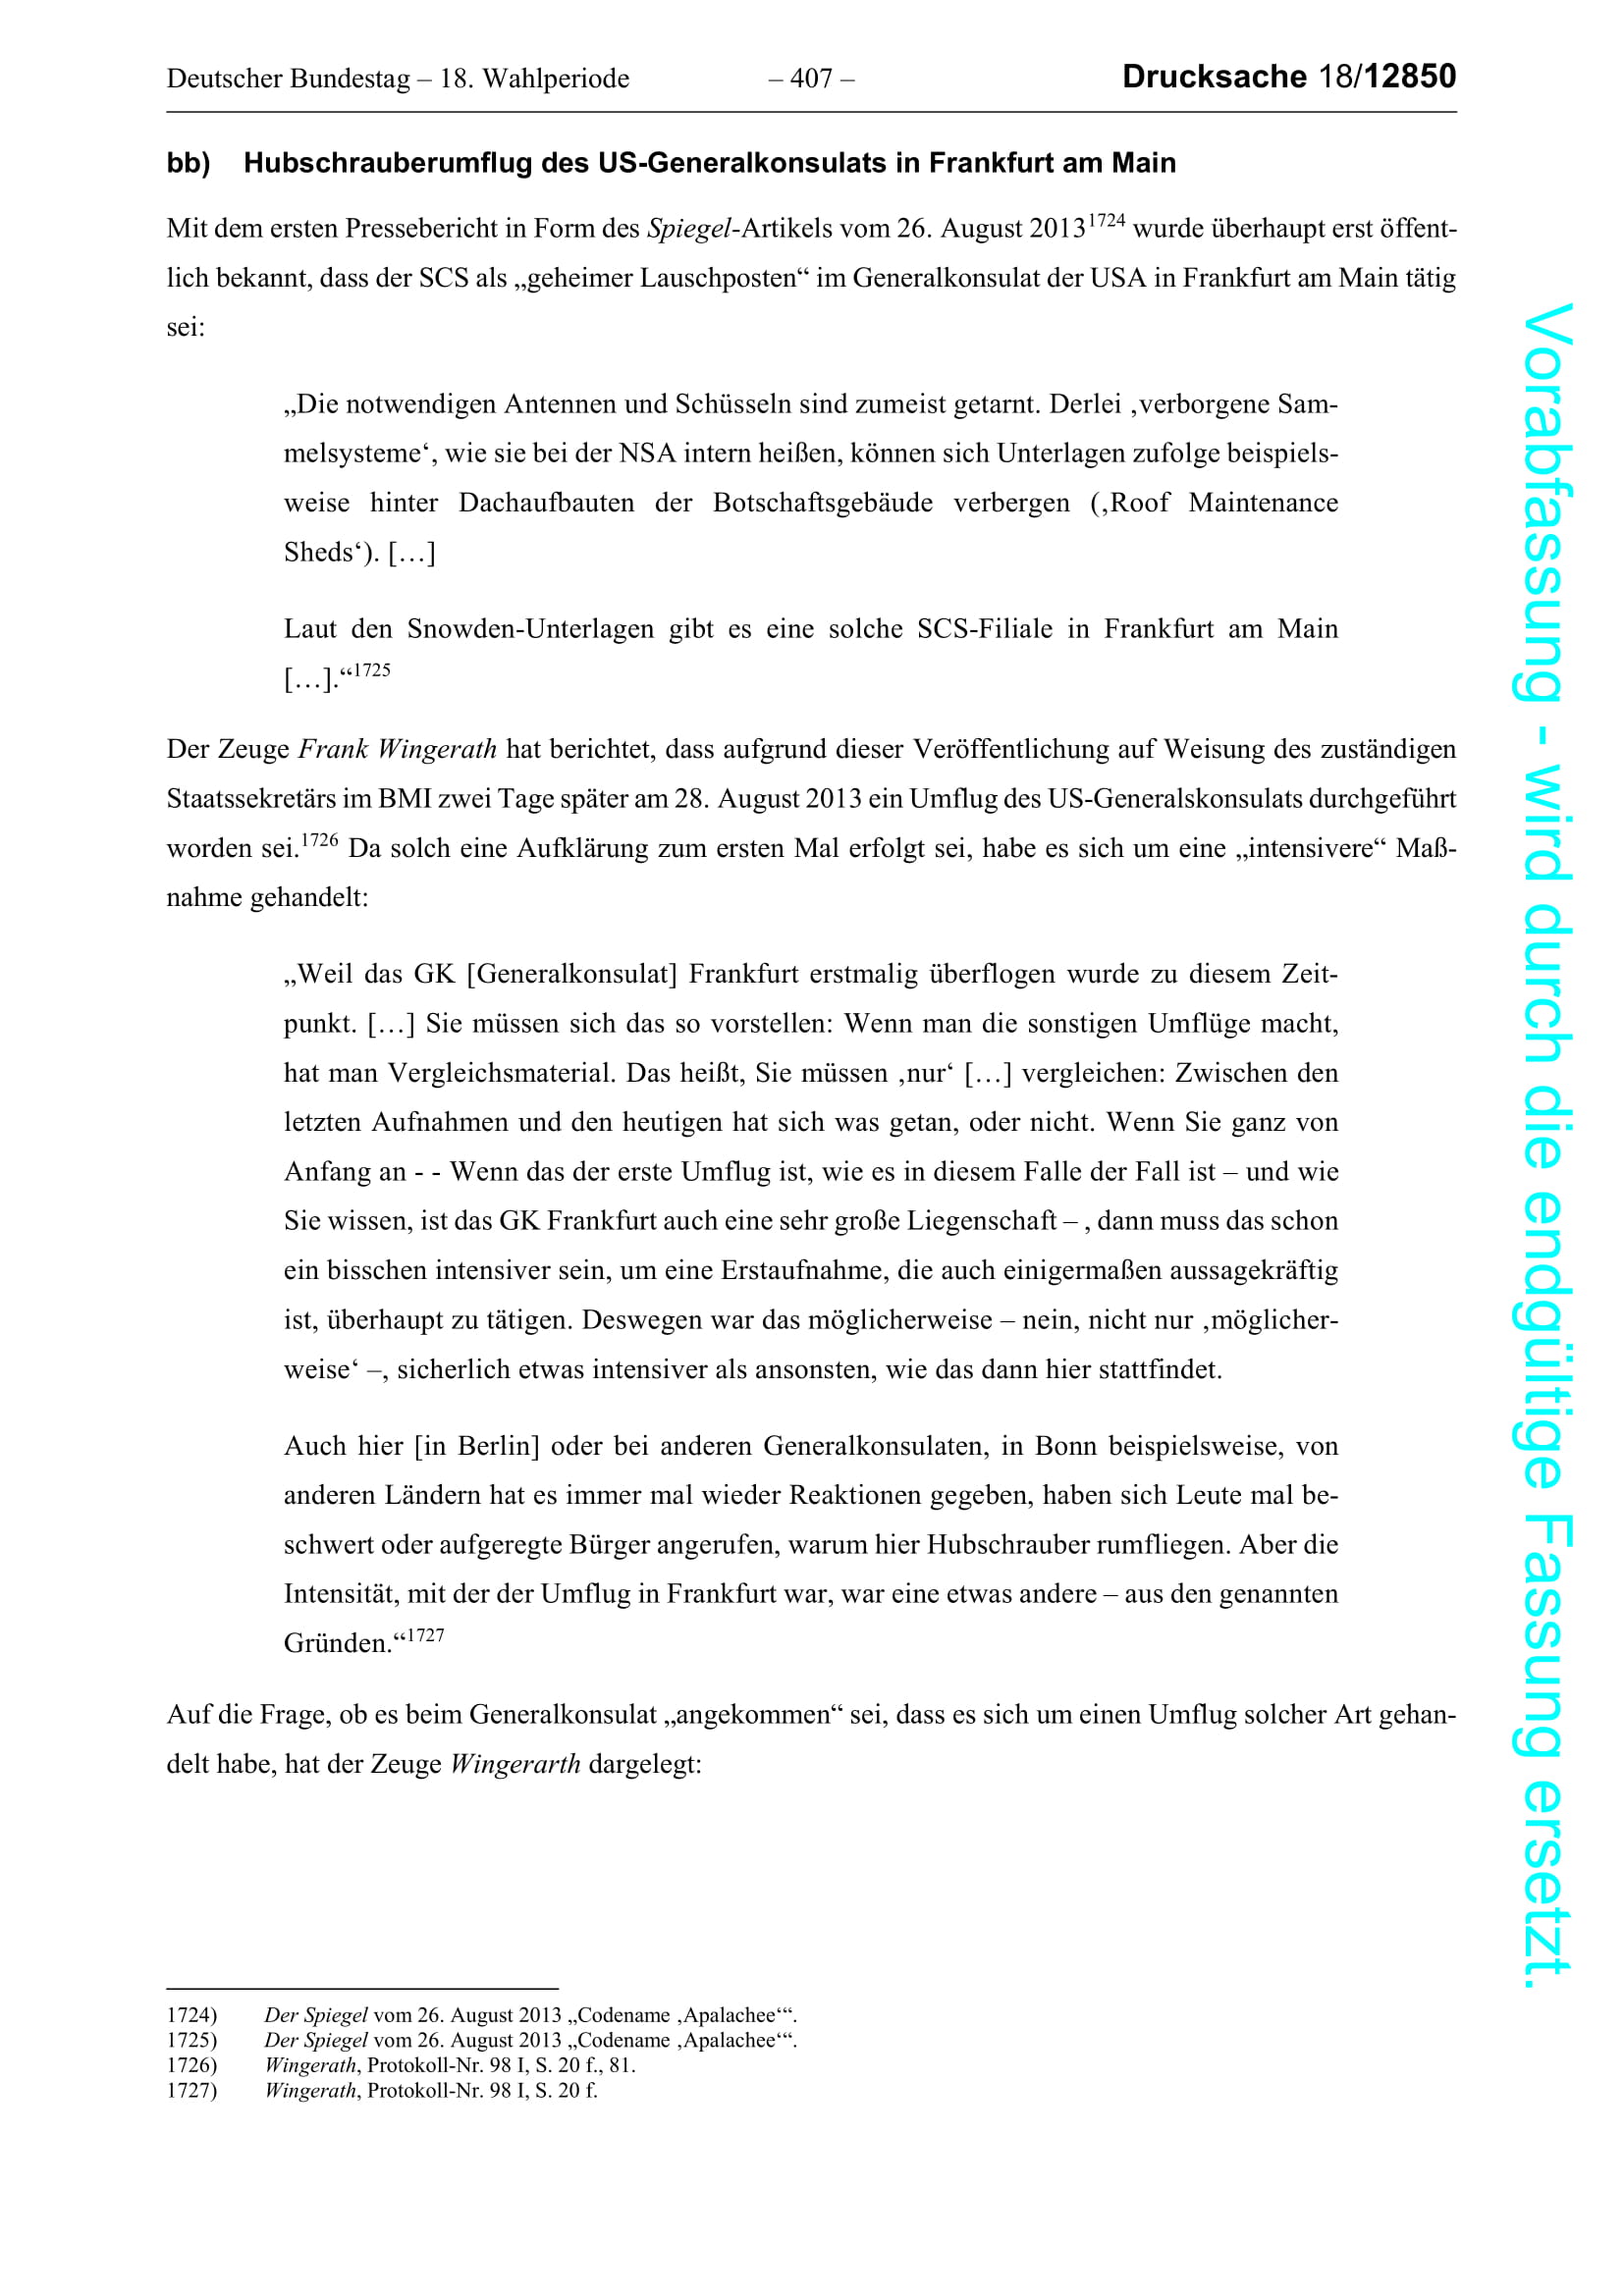 Deutscher Bundestag – 18. Wahlperiode – 407 – Drucksache 18/12850
bb) Hubschrauberumflug des US-Generalkonsulats in Frankfurt am Main
Mit dem ersten Pressebericht in Form des Spiegel-Artikels vom 26. August 2013¹⁷²⁴ wurde überhaupt erst öffent-
lich bekannt, dass der SCS als „geheimer Lauschposten“ im Generalkonsulat der USA in Frankfurt am Main tätig
sei:
„Die notwendigen Antennen und Schüsseln sind zumeist getarnt. Derlei ‚verborgene Sam-
melsysteme‘, wie sie bei der NSA intern heißen, können sich Unterlagen zufolge beispiels-
weise hinter Dachaufbauten der Botschaftsgebäude verbergen (‚Roof Maintenance
Sheds‘). […]
Laut den Snowden-Unterlagen gibt es eine solche SCS-Filiale in Frankfurt am Main
[…].“¹⁷²⁵
Der Zeuge Frank Wingerath hat berichtet, dass aufgrund dieser Veröffentlichung auf Weisung des zuständigen
Staatssekretärs im BMI zwei Tage später am 28. August 2013 ein Umflug des US-Generalskonsulats durchgeführt
worden sei.¹⁷²⁶ Da solch eine Aufklärung zum ersten Mal erfolgt sei, habe es sich um eine „intensivere“ Maß-
nahme gehandelt:
„Weil das GK [Generalkonsulat] Frankfurt erstmalig überflogen wurde zu diesem Zeit-
punkt. […] Sie müssen sich das so vorstellen: Wenn man die sonstigen Umflüge macht,
hat man Vergleichsmaterial. Das heißt, Sie müssen ‚nur‘ […] vergleichen: Zwischen den
letzten Aufnahmen und den heutigen hat sich was getan, oder nicht. Wenn Sie ganz von
Anfang an - - Wenn das der erste Umflug ist, wie es in diesem Falle der Fall ist – und wie
Sie wissen, ist das GK Frankfurt auch eine sehr große Liegenschaft – , dann muss das schon
ein bisschen intensiver sein, um eine Erstaufnahme, die auch einigermaßen aussagekräftig
ist, überhaupt zu tätigen. Deswegen war das möglicherweise – nein, nicht nur ‚möglicher-
weise‘ –, sicherlich etwas intensiver als ansonsten, wie das dann hier stattfindet.
Auch hier [in Berlin] oder bei anderen Generalkonsulaten, in Bonn beispielsweise, von
anderen Ländern hat es immer mal wieder Reaktionen gegeben, haben sich Leute mal be-
schwert oder aufgeregte Bürger angerufen, warum hier Hubschrauber rumfliegen. Aber die
Intensität, mit der der Umflug in Frankfurt war, war eine etwas andere – aus den genannten
Gründen.“¹⁷²⁷
Auf die Frage, ob es beim Generalkonsulat „angekommen“ sei, dass es sich um einen Umflug solcher Art gehan-
delt habe, hat der Zeuge Wingerarth dargelegt:
1724) Der Spiegel vom 26. August 2013 „Codename ‚Apalachee‘“.
1725) Der Spiegel vom 26. August 2013 „Codename ‚Apalachee‘“.
1726) Wingerath, Protokoll-Nr. 98 I, S. 20 f., 81.
1727) Wingerath, Protokoll-Nr. 98 I, S. 20 f.
Vorabfassung - wird durch die endgültige Fassung ersetzt.